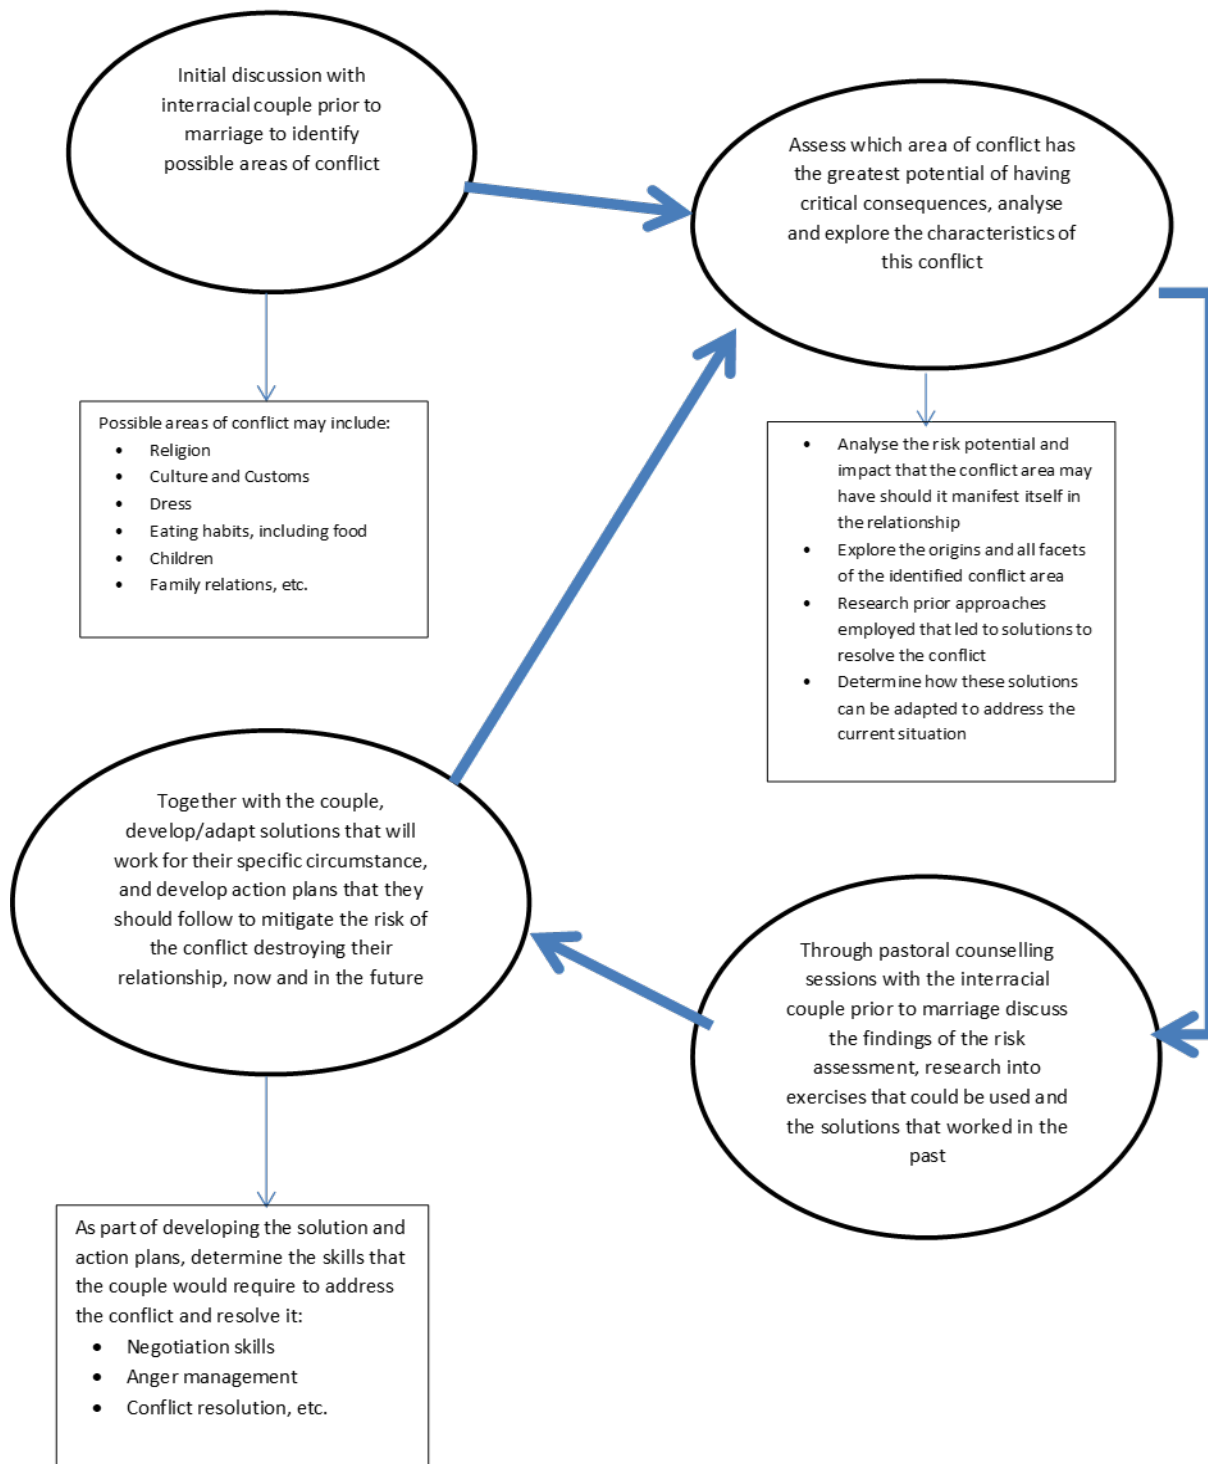 Initial discussion with
interracial couple prior to
marriage to identify
possible areas of conflict
Assess which area of conflict has
the greatest potential of having
critical consequences, analyse
and explore the characteristics of
this conflict
Possible areas of conflict may include:
• Religion
• Culture and Customs
• Dress
• Eating habits, including food
• Children
• Family relations, etc.
• Analyse the risk potential and
impact that the conflict area may
have should it manifest itself in
the relationship
• Explore the origins and all facets
of the identified conflict area
• Research prior approaches
employed that led to solutions to
resolve the conflict
• Determine how these solutions
can be adapted to address the
current situation
Together with the couple,
develop/adapt solutions that will
work for their specific circumstance,
and develop action plans that they
should follow to mitigate the risk of
the conflict destroying their
relationship, now and in the future
Through pastoral counselling
sessions with the interracial
couple prior to marriage discuss
the findings of the risk
assessment, research into
exercises that could be used and
the solutions that worked in the
past
As part of developing the solution and
action plans, determine the skills that
the couple would require to address
the conflict and resolve it:
• Negotiation skills
• Anger management
• Conflict resolution, etc.